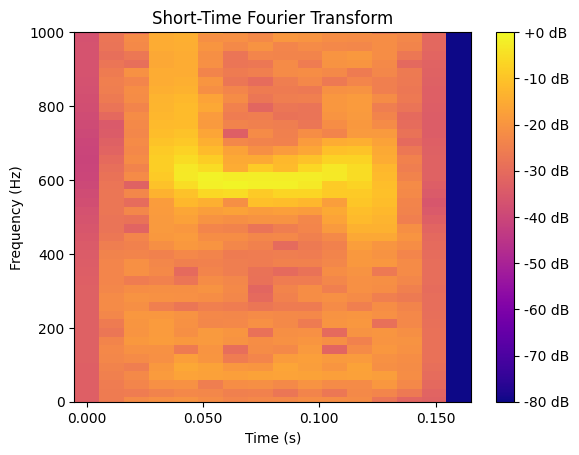 Short-Time Fourier Transform
1000
800
600
400
200
0
Frequency (Hz)
0.000
0.050
0.100
0.150
Time (s)
+0 dB
-10 dB
-20 dB
-30 dB
-40 dB
-50 dB
-60 dB
-70 dB
-80 dB